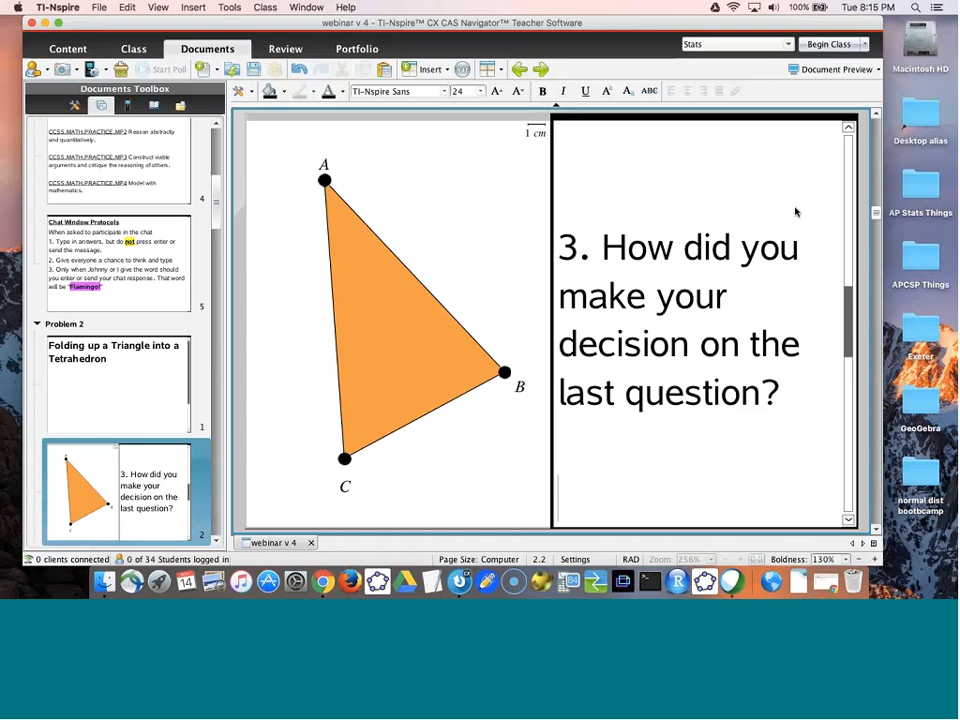 TI-Nspire File Edit View Insert Tools Class Window Help
100% Tue 8:15 PM
webinar v 4 - TI-Nspire™ CX CAS Navigator™ Teacher Software
Content Class Documents Review Portfolio
Stats
Begin Class
Start Poll
Insert
Document Preview
Documents Toolbox
TI-Nspire Sans 24
B I U ABC
CCSS.MATH.PRACTICE.MP2 Reason abstractly
and quantitatively.
CCSS.MATH.PRACTICE.MP3 Construct viable
arguments and critique the reasoning of others.
CCSS.MATH.PRACTICE.MP4 Model with
mathematics.
4
Chat Window Protocols
When asked to participate in the chat
1. Type in answers, but do not press enter or
send the message.
2. Give everyone a chance to think and type
3. Only when Johnny or I give the word should
you enter or send your chat response. That word
will be "Flamingo!"
5
Problem 2
Folding up a Triangle into a
Tetrahedron
1
3. How did you
make your
decision on the
last question?
2
1 cm
A
B
C
3. How did you
make your
decision on the
last question?
webinar v 4
0 clients connected 0 of 34 Students logged in
Page Size: Computer 2.2 Settings RAD Zoom: 256% Boldness: 130%
Macintosh HD
Desktop alias
AP Stats Things
APCSP Things
Exeter
GeoGebra
normal dist
bootbcamp
14
84
R